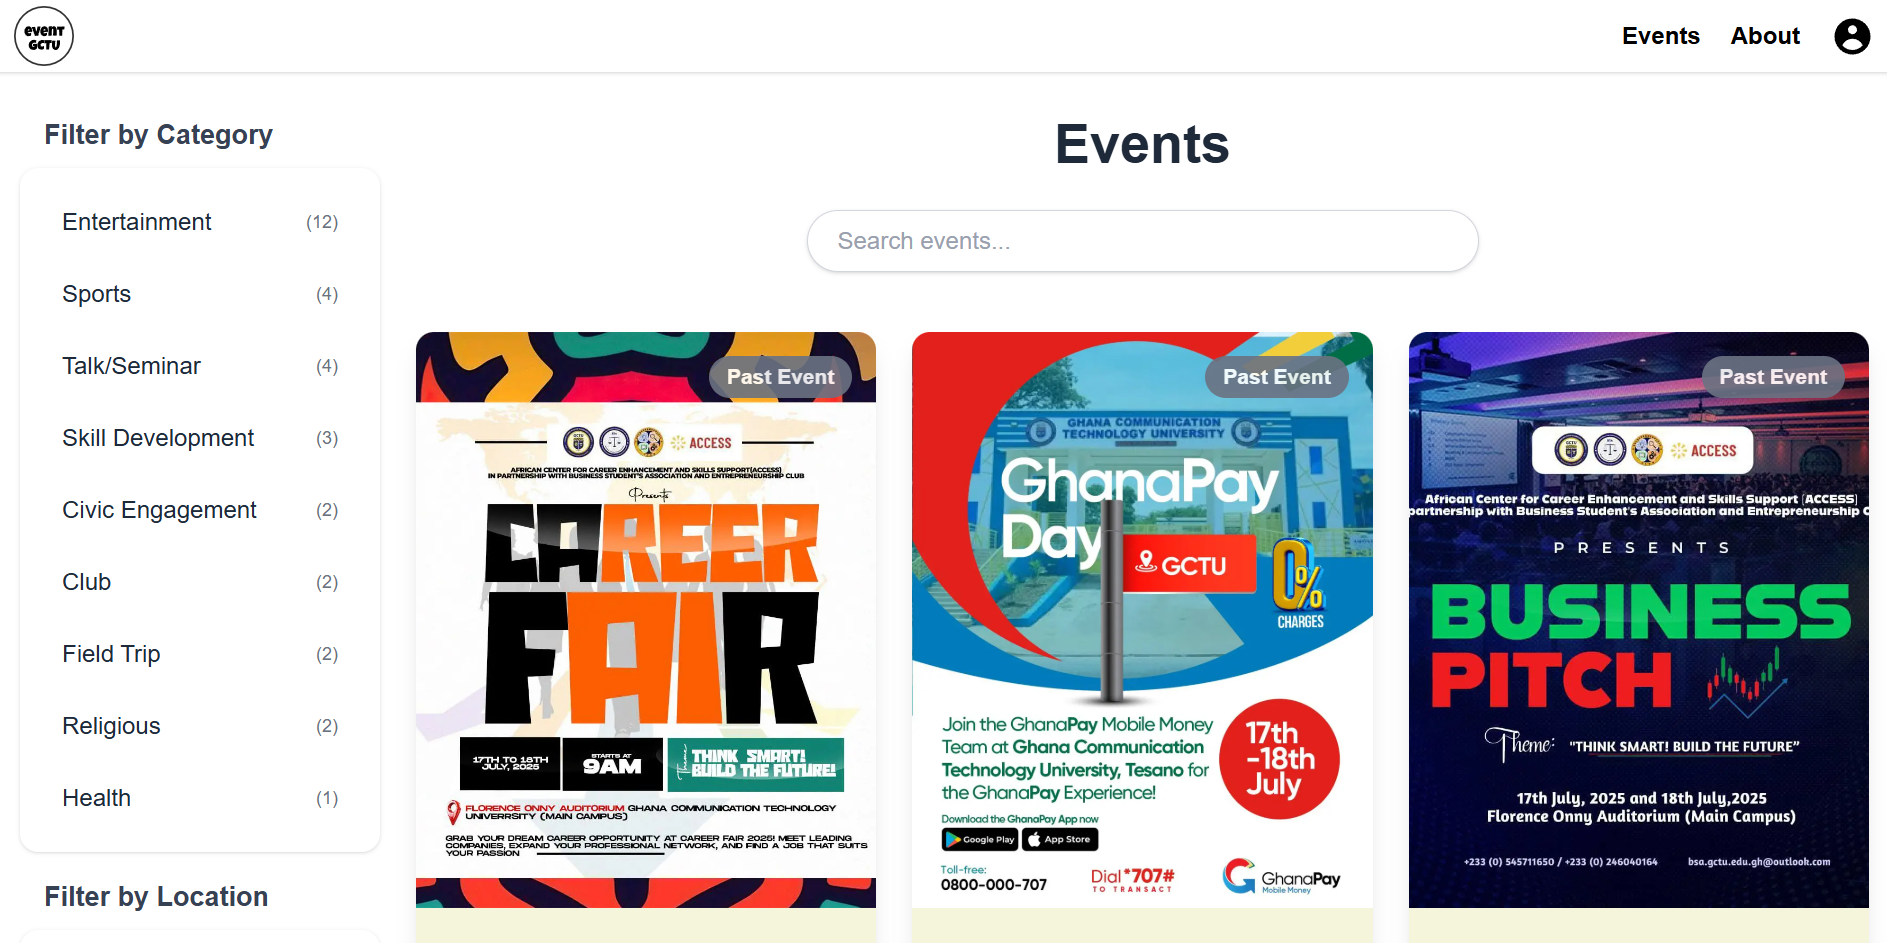 event
GCTU
Events
About
Filter by Category
Entertainment (12)
Sports (4)
Talk/Seminar (4)
Skill Development (3)
Civic Engagement (2)
Club (2)
Field Trip (2)
Religious (2)
Health (1)
Filter by Location
Events
Search events...
Past Event
ACCESS
AFRICAN CENTER FOR CAREER ENHANCEMENT AND SKILLS SUPPORT(ACCESS)
IN PARTNERSHIP WITH BUSINESS STUDENT'S ASSOCIATION AND ENTREPRENEURSHIP CLUB
Presents
CAREER
FAIR
17TH TO 18TH
JULY, 2025
STARTS AT
9AM
Theme:
THINK SMART!
BUILD THE FUTURE!
FLORENCE ONNY AUDITORIUM GHANA COMMUNICATION TECHNOLOGY
UNIVERRSITY (MAIN CAMPUS)
GRAB YOUR DREAM CAREER OPPORTUNITY AT CAREER FAIR 2025! MEET LEADING
COMPANIES, EXPAND YOUR PROFESSIONAL NETWORK, AND FIND A JOB THAT SUITS
YOUR PASSION
Past Event
GHANA COMMUNICATION
TECHNOLOGY UNIVERSITY
GhanaPay
Day
GCTU
0%
CHARGES
Join the GhanaPay Mobile Money
Team at Ghana Communication
Technology University, Tesano for
the GhanaPay Experience!
17th
-18th
July
Download the GhanaPay App now
Google Play
App Store
Toll-free:
0800-000-707
Dial *707#
TO TRANSACT
GhanaPay
Mobile Money
Past Event
ACCESS
African Center for Career Enhancement and Skills Support (ACCESS)
partnership with Business Student's Association and Entrepreneurship C
PRESENTS
BUSINESS
PITCH
Theme: "THINK SMART! BUILD THE FUTURE"
17th July, 2025 and 18th July,2025
Florence Onny Auditorium (Main Campus)
+233 (0) 545711650 / +233 (0) 246040164 bsa.gctu.edu.gh@outlook.com